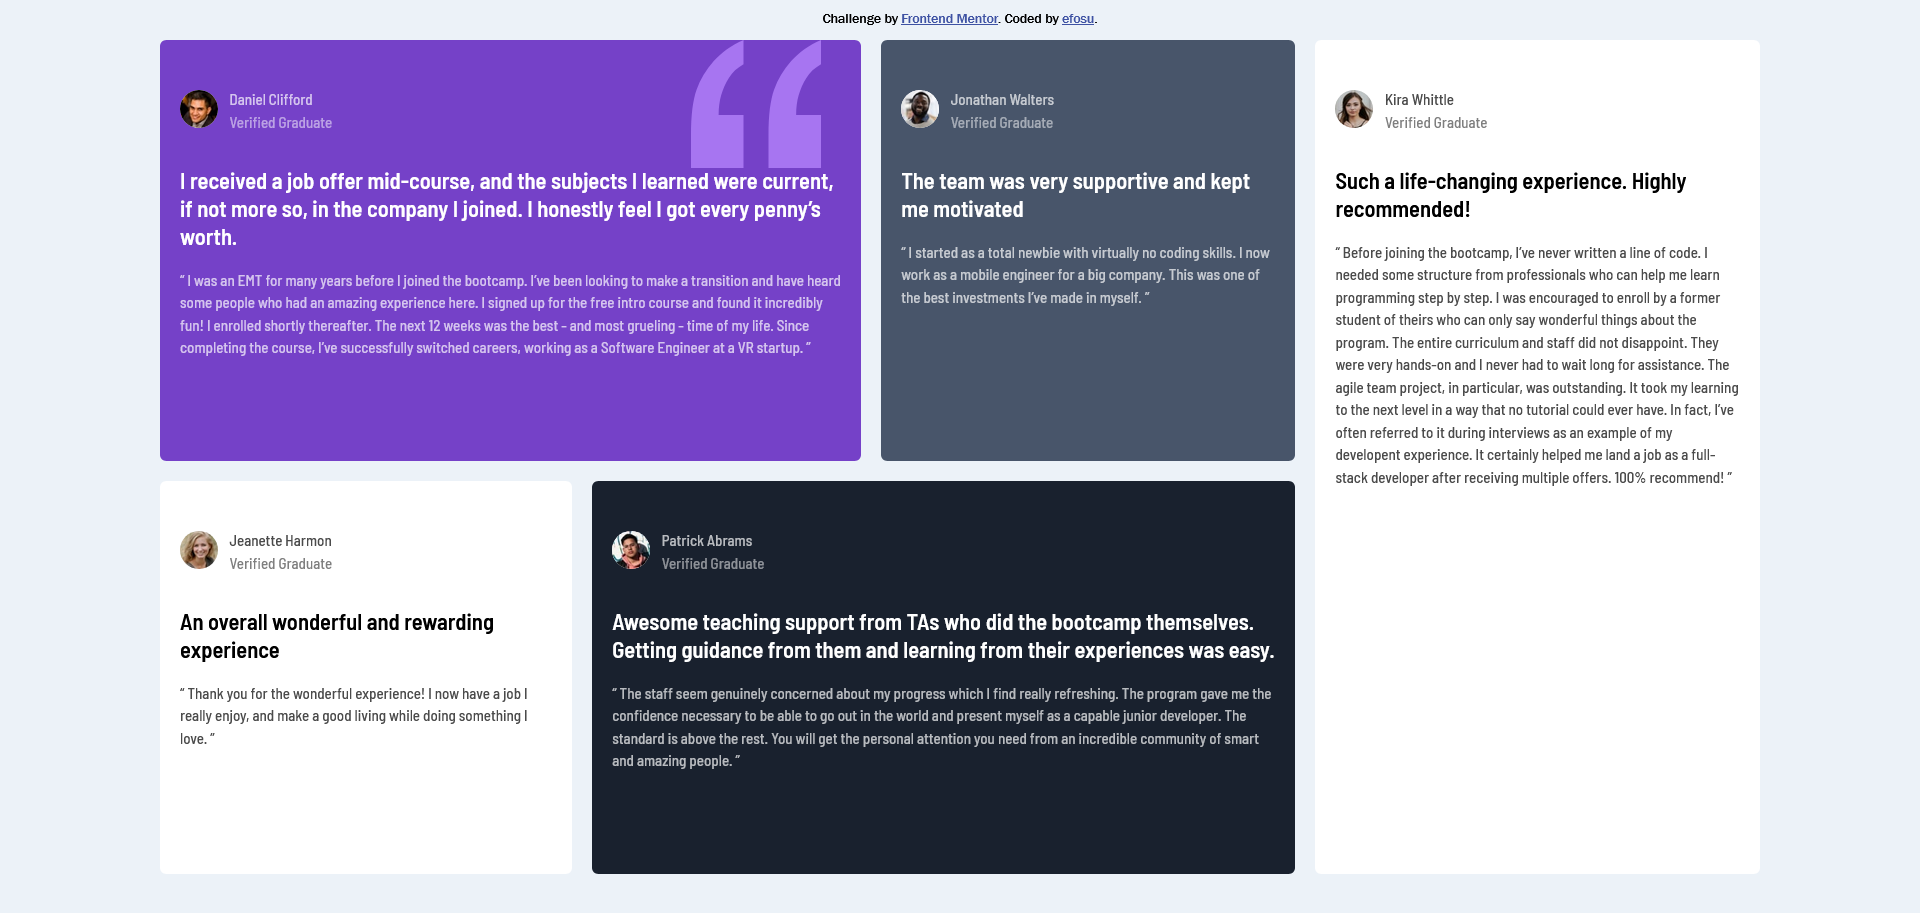 Challenge by Frontend Mentor. Coded by efosu.
Daniel Clifford
Verified Graduate
I received a job offer mid-course, and the subjects I learned were current,
if not more so, in the company I joined. I honestly feel I got every penny’s
worth.
“ I was an EMT for many years before I joined the bootcamp. I’ve been looking to make a transition and have heard
some people who had an amazing experience here. I signed up for the free intro course and found it incredibly
fun! I enrolled shortly thereafter. The next 12 weeks was the best – and most grueling – time of my life. Since
completing the course, I’ve successfully switched careers, working as a Software Engineer at a VR startup. ”
Jonathan Walters
Verified Graduate
The team was very supportive and kept
me motivated
“ I started as a total newbie with virtually no coding skills. I now
work as a mobile engineer for a big company. This was one of
the best investments I’ve made in myself. ”
Kira Whittle
Verified Graduate
Such a life-changing experience. Highly
recommended!
“ Before joining the bootcamp, I’ve never written a line of code. I
needed some structure from professionals who can help me learn
programming step by step. I was encouraged to enroll by a former
student of theirs who can only say wonderful things about the
program. The entire curriculum and staff did not disappoint. They
were very hands-on and I never had to wait long for assistance. The
agile team project, in particular, was outstanding. It took my learning
to the next level in a way that no tutorial could ever have. In fact, I’ve
often referred to it during interviews as an example of my
developent experience. It certainly helped me land a job as a full-
stack developer after receiving multiple offers. 100% recommend! ”
Jeanette Harmon
Verified Graduate
An overall wonderful and rewarding
experience
“ Thank you for the wonderful experience! I now have a job I
really enjoy, and make a good living while doing something I
love. ”
Patrick Abrams
Verified Graduate
Awesome teaching support from TAs who did the bootcamp themselves.
Getting guidance from them and learning from their experiences was easy.
“ The staff seem genuinely concerned about my progress which I find really refreshing. The program gave me the
confidence necessary to be able to go out in the world and present myself as a capable junior developer. The
standard is above the rest. You will get the personal attention you need from an incredible community of smart
and amazing people. ”